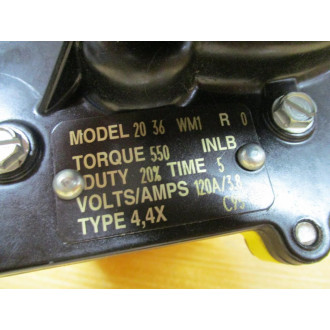 MODEL 20 36 WM1 R 0
TORQUE 550 INLB
DUTY 20% TIME 5
VOLTS/AMPS 120A/3.8
TYPE 4,4X